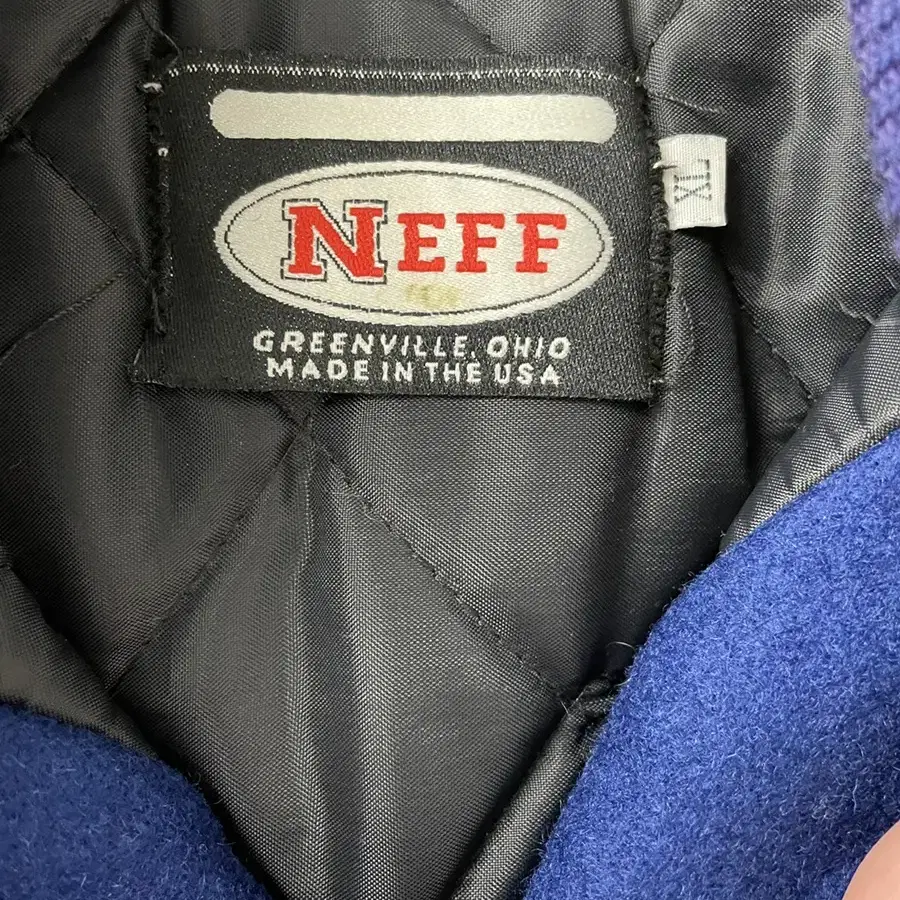 NEFF
XL
GREENVILLE, OHIO
MADE IN THE USA